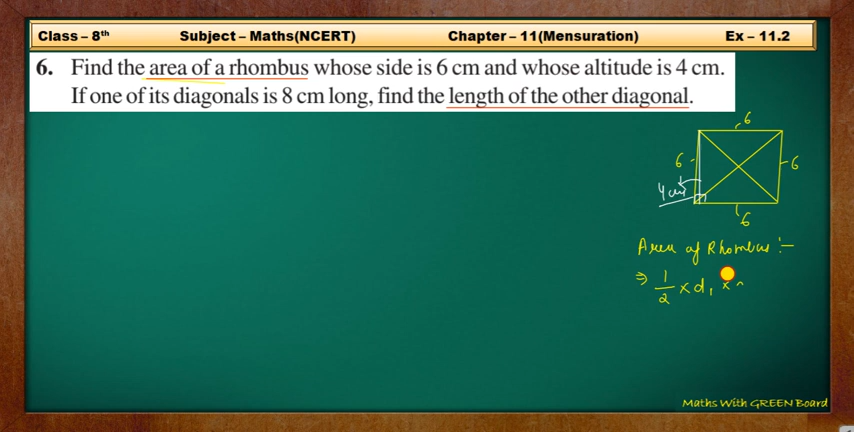 Class – 8th Subject – Maths(NCERT) Chapter – 11(Mensuration) Ex – 11.2
6. Find the area of a rhombus whose side is 6 cm and whose altitude is 4 cm.
If one of its diagonals is 8 cm long, find the length of the other diagonal.
6
6 6
4 cm
6
Area of Rhombus :-
⇒ 1/2 × d1 ×
Maths With GREEN Board